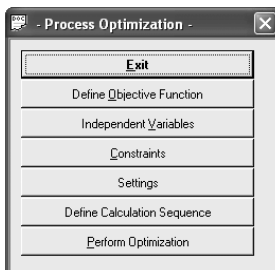 - Process Optimization -
Exit
Define Objective Function
Independent Variables
Constraints
Settings
Define Calculation Sequence
Perform Optimization